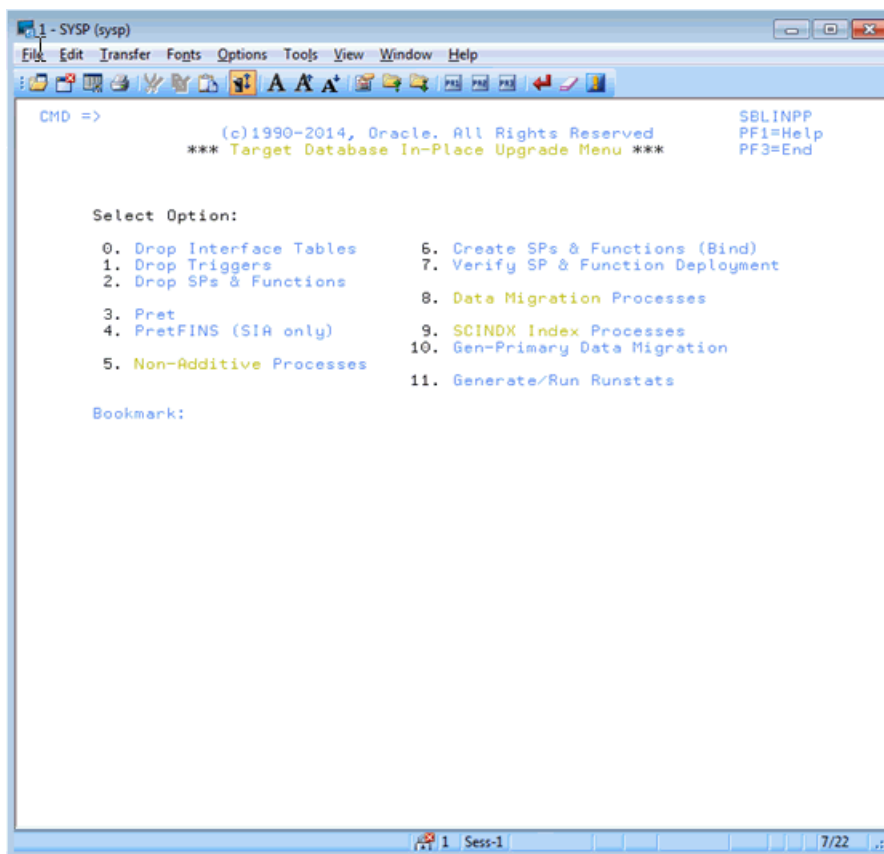 1 - SYSP (sysp)
File Edit Transfer Fonts Options Tools View Window Help
A A A PA1 PA2 PA3
CMD => SBLINPP
(c)1990-2014, Oracle. All Rights Reserved PF1=Help
*** Target Database In-Place Upgrade Menu *** PF3=End
Select Option:
0. Drop Interface Tables 6. Create SPs & Functions (Bind)
1. Drop Triggers 7. Verify SP & Function Deployment
2. Drop SPs & Functions
8. Data Migration Processes
3. Pret
4. PretFINS (SIA only) 9. SCINDX Index Processes
10. Gen-Primary Data Migration
5. Non-Additive Processes
11. Generate/Run Runstats
Bookmark:
1 Sess-1 7/22